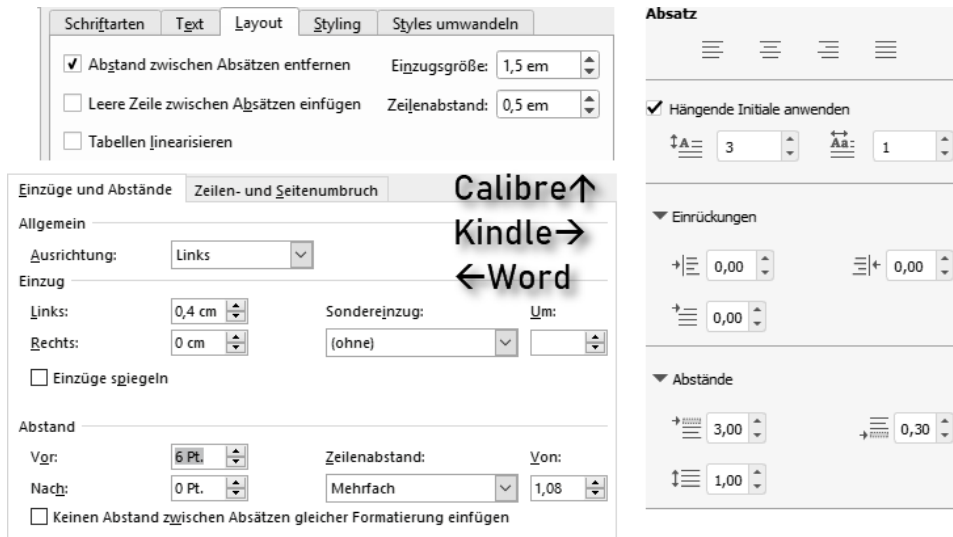 Schriftarten Text Layout Styling Styles umwandeln
Abstand zwischen Absätzen entfernen Einzugsgröße: 1,5 em
Leere Zeile zwischen Absätzen einfügen Zeilenabstand: 0,5 em
Tabellen linearisieren
Einzüge und Abstände Zeilen- und Seitenumbruch
Calibre↑
Kindle→
←Word
Allgemein
Ausrichtung: Links
Einzug
Links: 0,4 cm Sondereinzug: Um:
Rechts: 0 cm (ohne)
Einzüge spiegeln
Abstand
Vor: 6 Pt. Zeilenabstand: Von:
Nach: 0 Pt. Mehrfach 1,08
Keinen Abstand zwischen Absätzen gleicher Formatierung einfügen
Absatz
Hängende Initiale anwenden
A 3 Aa 1
Einrückungen
0,00 0,00
0,00
Abstände
3,00 0,30
1,00